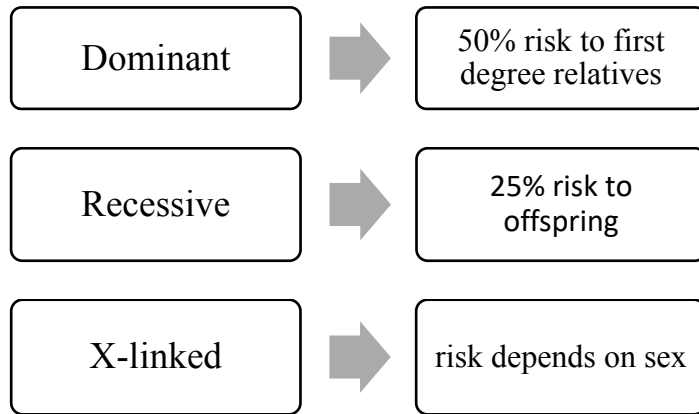 Dominant
50% risk to first
degree relatives
Recessive
25% risk to
offspring
X-linked
risk depends on sex